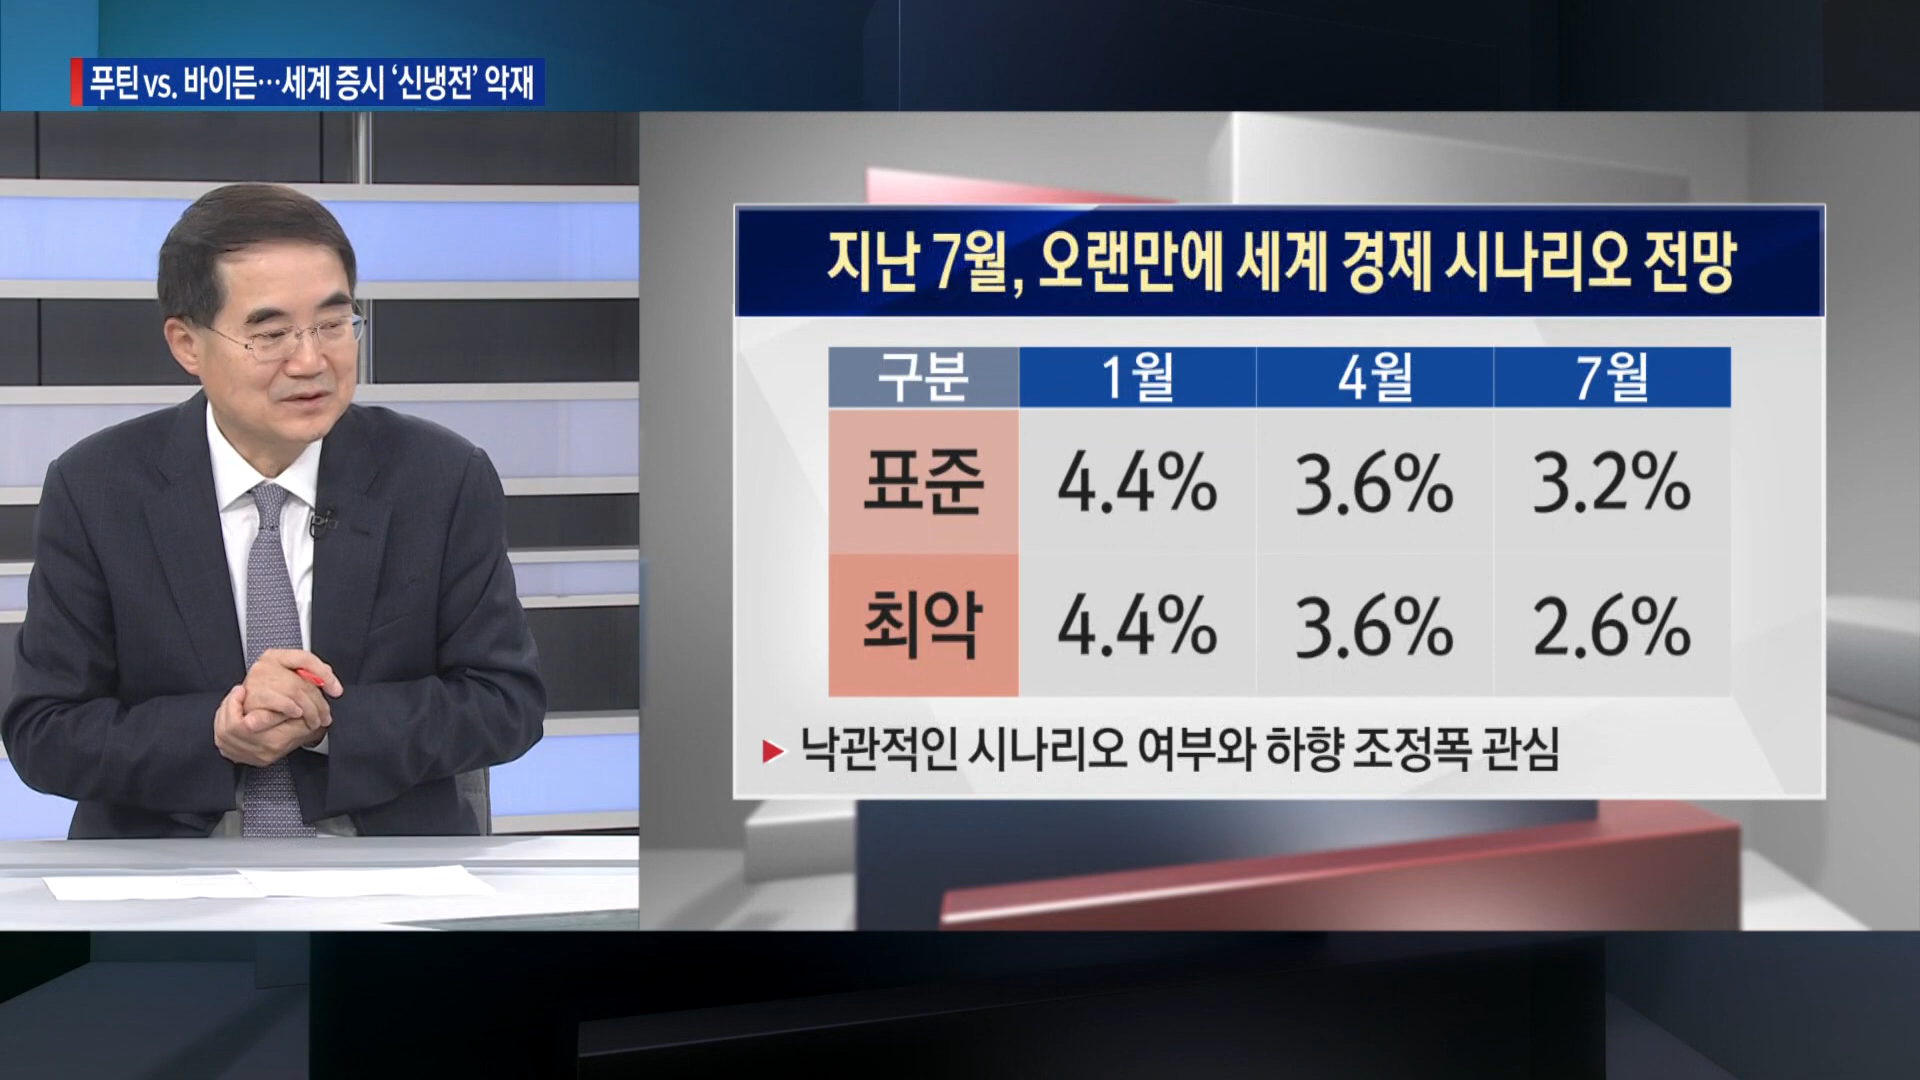 푸틴 vs. 바이든…세계 증시 ‘신냉전’ 악재
지난 7월, 오랜만에 세계 경제 시나리오 전망
구분 1월 4월 7월
표준 4.4% 3.6% 3.2%
최악 4.4% 3.6% 2.6%
▶ 낙관적인 시나리오 여부와 하향 조정폭 관심